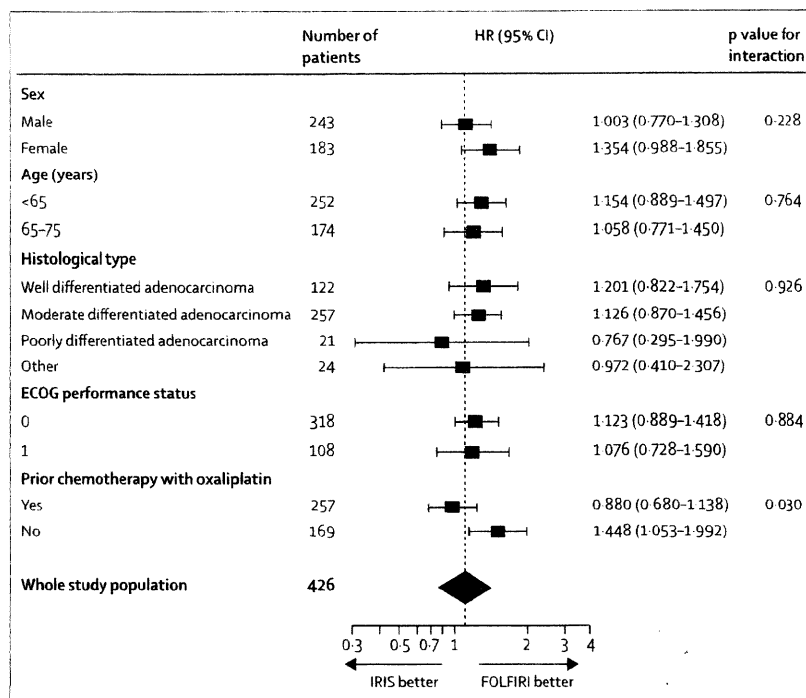 Number of patients HR (95% CI) p value for interaction
Sex
Male 243 1·003 (0·770–1·308) 0·228
Female 183 1·354 (0·988–1·855)
Age (years)
<65 252 1·154 (0·889–1·497) 0·764
65–75 174 1·058 (0·771–1·450)
Histological type
Well differentiated adenocarcinoma 122 1·201 (0·822–1·754) 0·926
Moderate differentiated adenocarcinoma 257 1·126 (0·870–1·456)
Poorly differentiated adenocarcinoma 21 0·767 (0·295–1·990)
Other 24 0·972 (0·410–2·307)
ECOG performance status
0 318 1·123 (0·889–1·418) 0·884
1 108 1·076 (0·728–1·590)
Prior chemotherapy with oxaliplatin
Yes 257 0·880 (0·680–1·138) 0·030
No 169 1·448 (1·053–1·992)
Whole study population 426
0·3 0·5 0·7 1 2 3 4
IRIS better FOLFIRI better